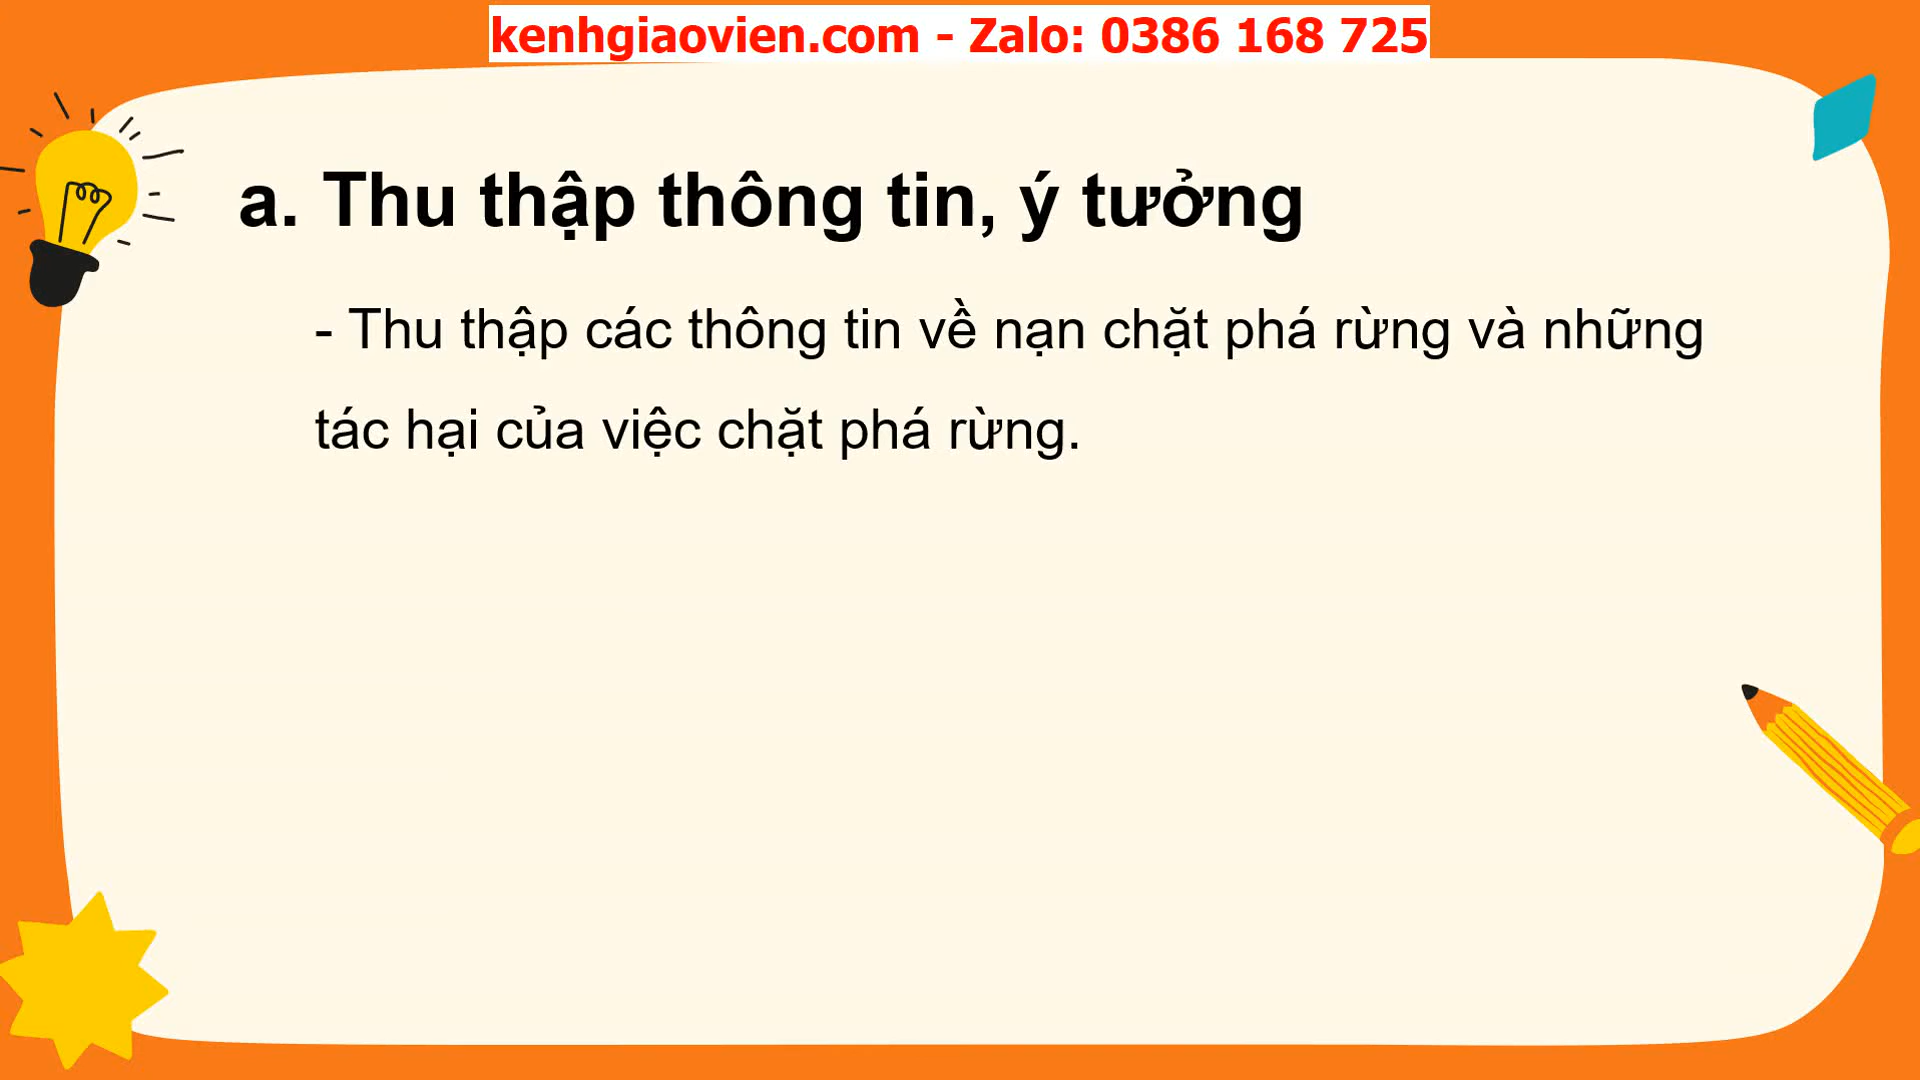 kenhgiaovien.com - Zalo: 0386 168 725
a. Thu thập thông tin, ý tưởng
- Thu thập các thông tin về nạn chặt phá rừng và những
tác hại của việc chặt phá rừng.